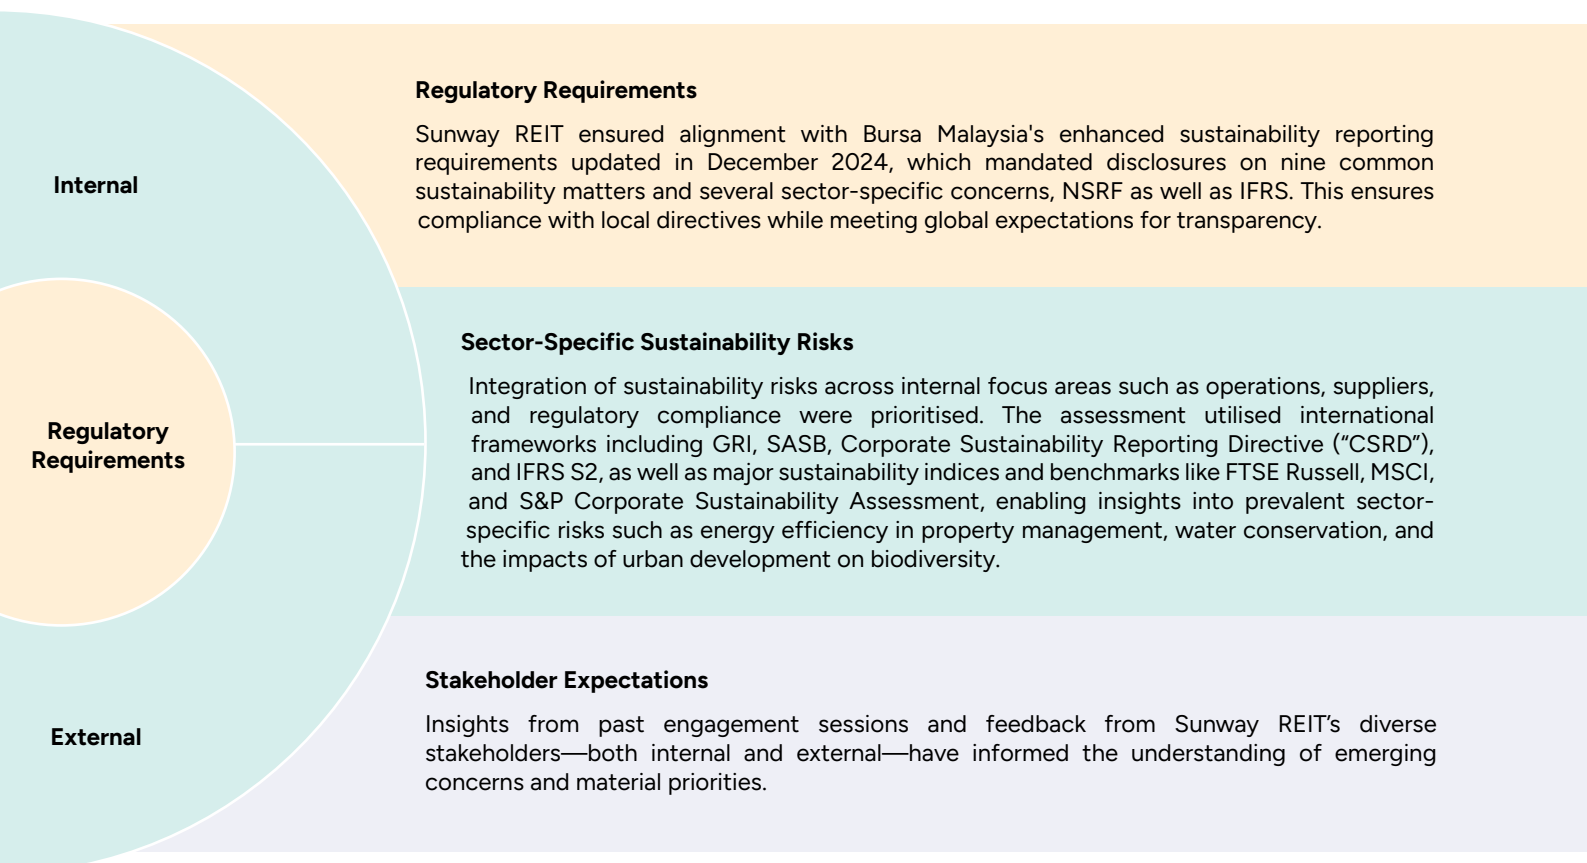 Internal
Regulatory
Requirements
External
Regulatory Requirements
Sunway REIT ensured alignment with Bursa Malaysia's enhanced sustainability reporting
requirements updated in December 2024, which mandated disclosures on nine common
sustainability matters and several sector-specific concerns, NSRF as well as IFRS. This ensures
compliance with local directives while meeting global expectations for transparency.
Sector-Specific Sustainability Risks
Integration of sustainability risks across internal focus areas such as operations, suppliers,
and regulatory compliance were prioritised. The assessment utilised international
frameworks including GRI, SASB, Corporate Sustainability Reporting Directive (“CSRD”),
and IFRS S2, as well as major sustainability indices and benchmarks like FTSE Russell, MSCI,
and S&P Corporate Sustainability Assessment, enabling insights into prevalent sector-
specific risks such as energy efficiency in property management, water conservation, and
the impacts of urban development on biodiversity.
Stakeholder Expectations
Insights from past engagement sessions and feedback from Sunway REIT’s diverse
stakeholders—both internal and external—have informed the understanding of emerging
concerns and material priorities.